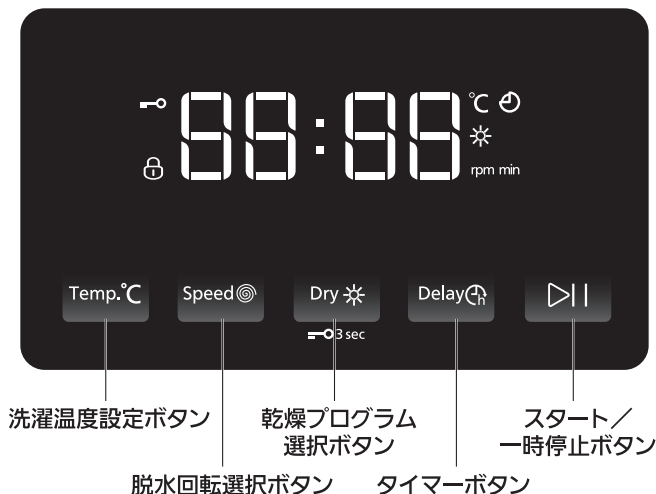 88:88 ℃
rpm min
Temp.℃ Speed Dry Delay h
3 sec
洗濯温度設定ボタン
乾燥プログラム
選択ボタン
スタート／
一時停止ボタン
脱水回転選択ボタン
タイマーボタン